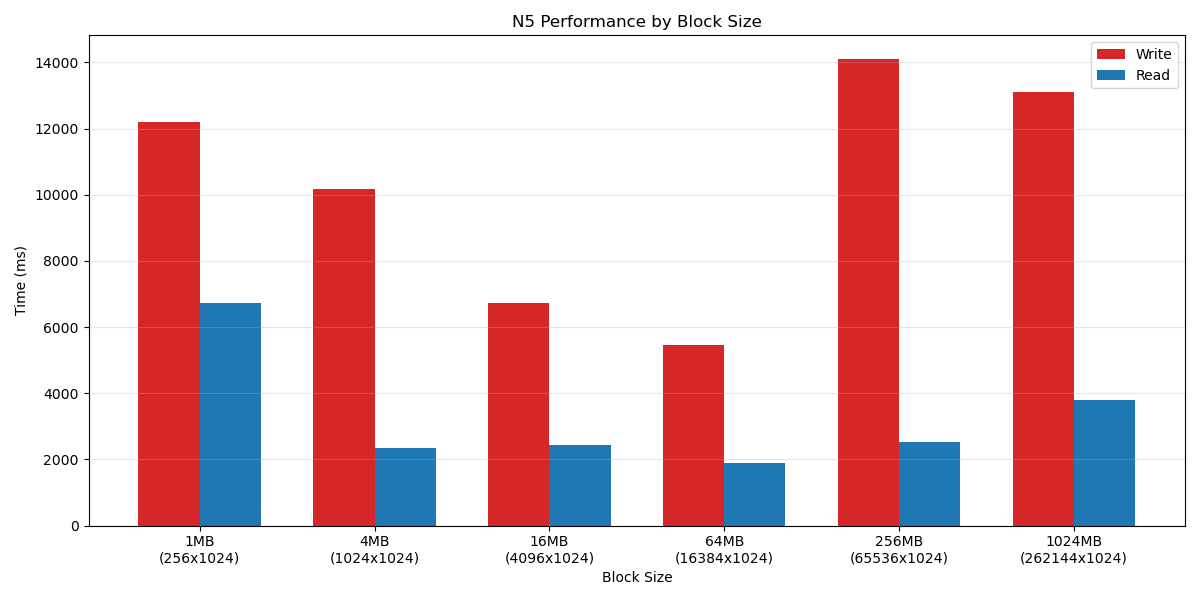 N5 Performance by Block Size
Write
Read
Time (ms)
14000
12000
10000
8000
6000
4000
2000
0
1MB
(256x1024)
4MB
(1024x1024)
16MB
(4096x1024)
64MB
(16384x1024)
256MB
(65536x1024)
1024MB
(262144x1024)
Block Size